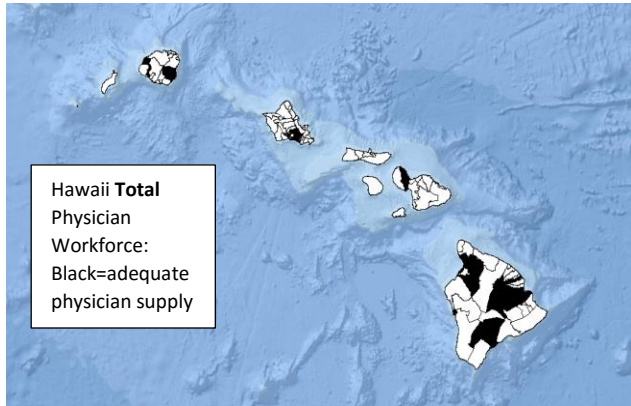 Hawaii Total
Physician
Workforce:
Black=adequate
physician supply